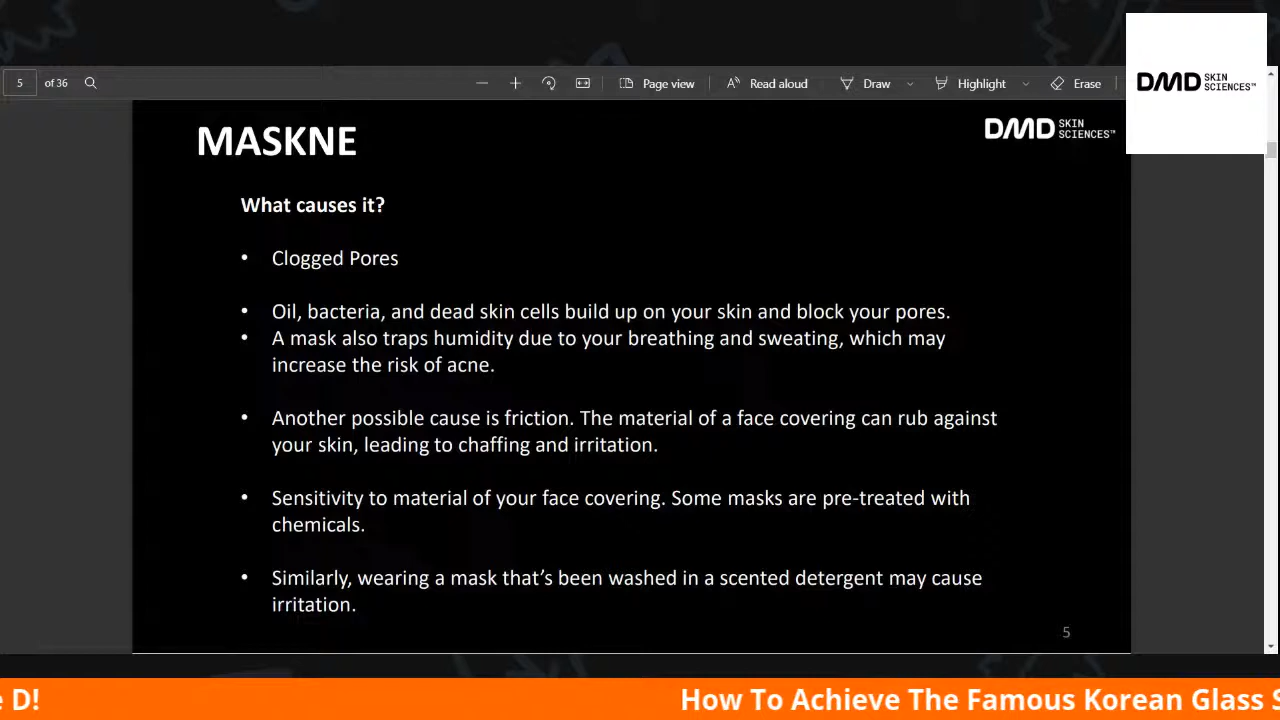 DMD SKIN SCIENCES™
5 of 36 Page view Read aloud Draw Highlight Erase
MASKNE
DMD SKIN SCIENCES™
What causes it?
• Clogged Pores
• Oil, bacteria, and dead skin cells build up on your skin and block your pores.
• A mask also traps humidity due to your breathing and sweating, which may
increase the risk of acne.
• Another possible cause is friction. The material of a face covering can rub against
your skin, leading to chaffing and irritation.
• Sensitivity to material of your face covering. Some masks are pre-treated with
chemicals.
• Similarly, wearing a mask that's been washed in a scented detergent may cause
irritation.
5
e D! How To Achieve The Famous Korean Glass S